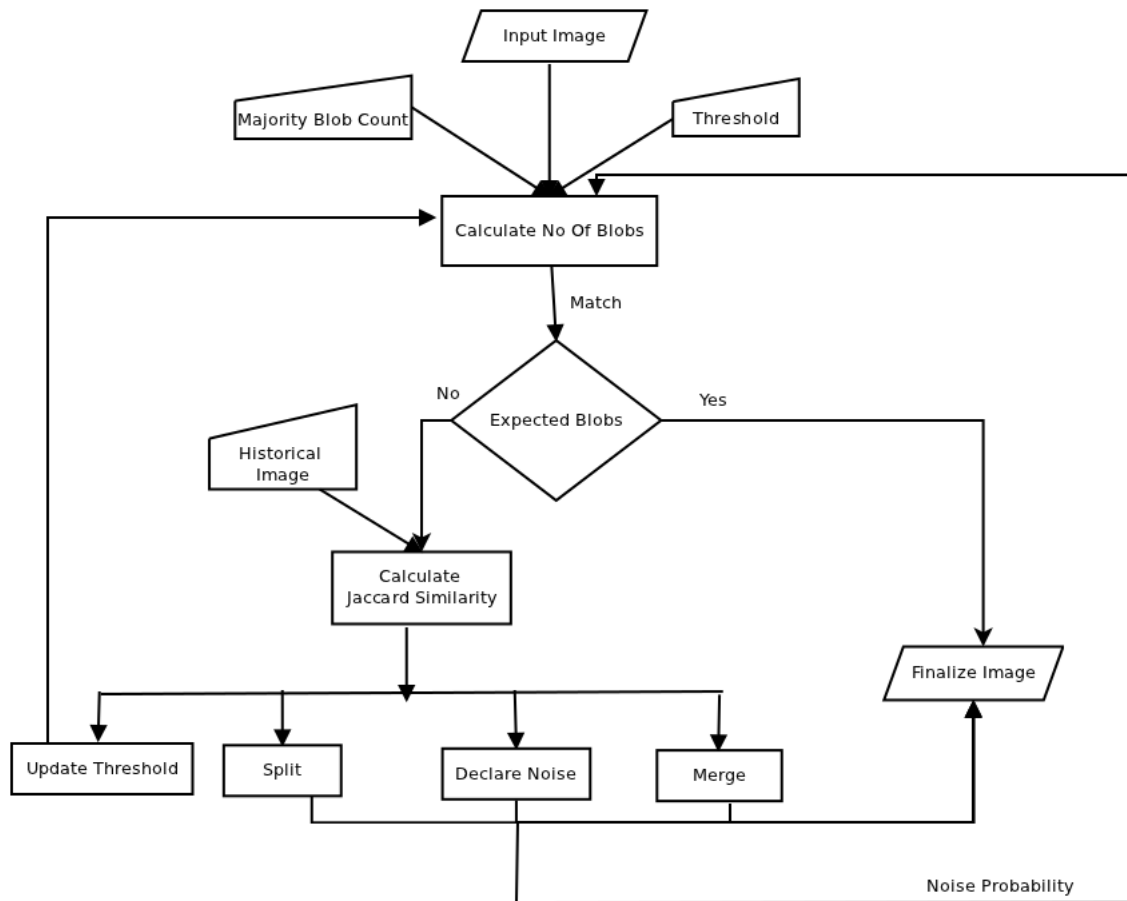 Input Image
Majority Blob Count
Threshold
Calculate No Of Blobs
Match
No
Yes
Expected Blobs
Historical
Image
Calculate
Jaccard Similarity
Finalize Image
Update Threshold
Split
Declare Noise
Merge
Noise Probability